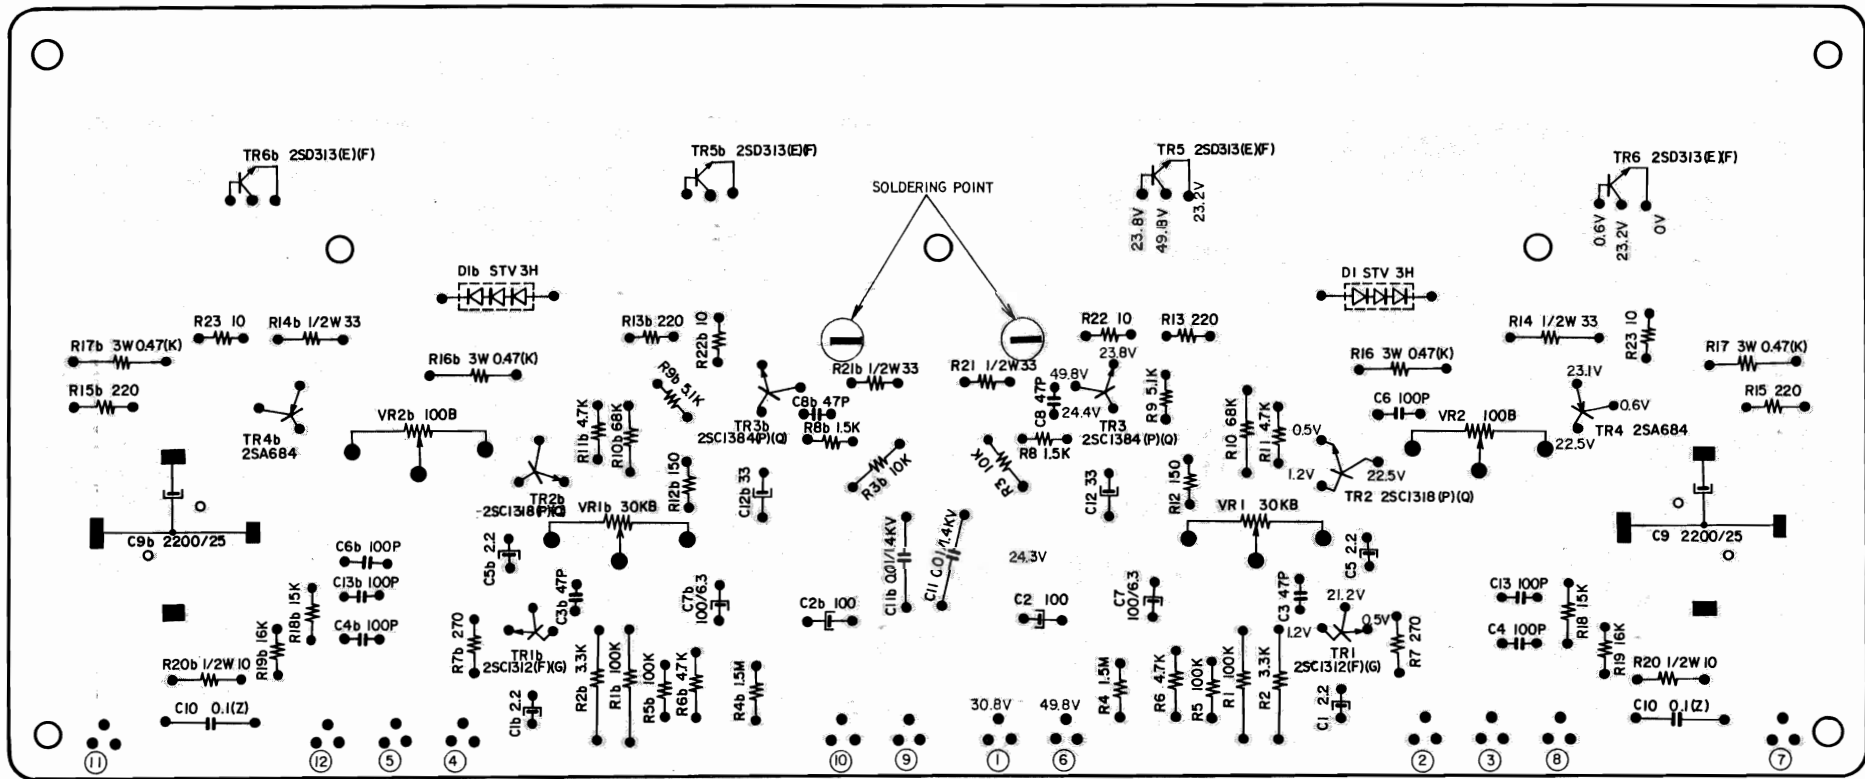 TR6b 2SD313(E)(F)
TR5b 2SD313(E)(F)
TR5 2SD313(E)(F)
TR6 2SD313(E)(F)
SOLDERING POINT
23.8V
49.8V
23.2V
0.6V
23.2V
0V
D1b STV 3H
D1 STV 3H
R17b 3W 0.47(K)
R23 10
R14b 1/2W 33
R13b 220
R22b 10
R22 10
R13 220
R14 1/2W 33
R23 10
R17 3W 0.47(K)
R16b 3W 0.47(K)
R9b 5.1K
R21b 1/2W 33
R21 1/2W 33
23.8V
49.8V
R16 3W 0.47(K)
23.1V
R15b 220
VR2b 100B
R11b 4.7K
R10b 68K
C8b 47P
C8 47P
24.4V
R9 5.1K
R10 68K
R11 4.7K
C6 100P
VR2 100B
0.6V
R15 220
TR4b
2SA684
TR3b
2SC1384(P)(Q)
R8b 1.5K
R8 1.5K
TR3
2SC1384(P)(Q)
0.5V
22.5V
TR4 2SA684
R3b 10K
R3 10K
1.2V
22.5V
TR2b
2SC1318(P)(Q)
R12b 150
C12b 33
C12 33
R12 150
TR2 2SC1318(P)(Q)
VR1b 30KB
VR1 30KB
C9b 2200/25
C9 2200/25
C6b 100P
C5b 2.2
C11b 0.01/1.4KV
C11 0.01/1.4KV
24.3V
C5 2.2
C13b 100P
R18b 15K
C3b 47P
C7b
100/6.3
C2b 100
C2 100
C7
100/6.3
C3 47P
21.2V
C13 100P
R18 15K
C4b 100P
R19b 16K
R7b 270
TR1b
2SC1312(F)(G)
1.2V
0.5V
TR1
2SC1312(F)(G)
R7 270
C4 100P
R19 16K
R20b 1/2W 10
R2b 3.3K
R1b 100K
R5b 100K
R6b 4.7K
R4b 1.5M
R4 1.5M
R6 4.7K
R5 100K
R1 100K
R2 3.3K
R20 1/2W 10
C10 0.1(Z)
C1b 2.2
30.8V
49.8V
C1 2.2
C10 0.1(Z)
11
12
5
4
10
9
1
6
2
3
8
7